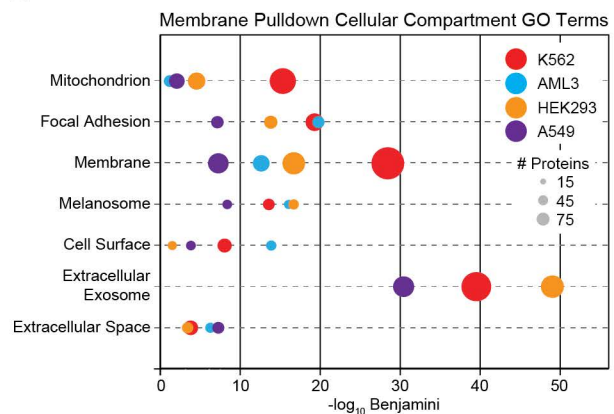 Membrane Pulldown Cellular Compartment GO Terms
Mitochondrion
Focal Adhesion
Membrane
Melanosome
Cell Surface
Extracellular
Exosome
Extracellular Space
K562
AML3
HEK293
A549
# Proteins
15
45
75
0 10 20 30 40 50
-log10 Benjamini